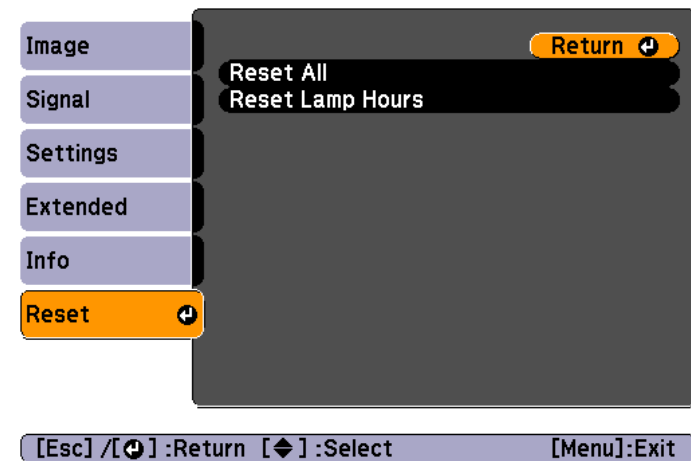 Image
Signal
Settings
Extended
Info
Reset
Return
Reset All
Reset Lamp Hours
[Esc] /[ ] :Return [ ] :Select [Menu]:Exit